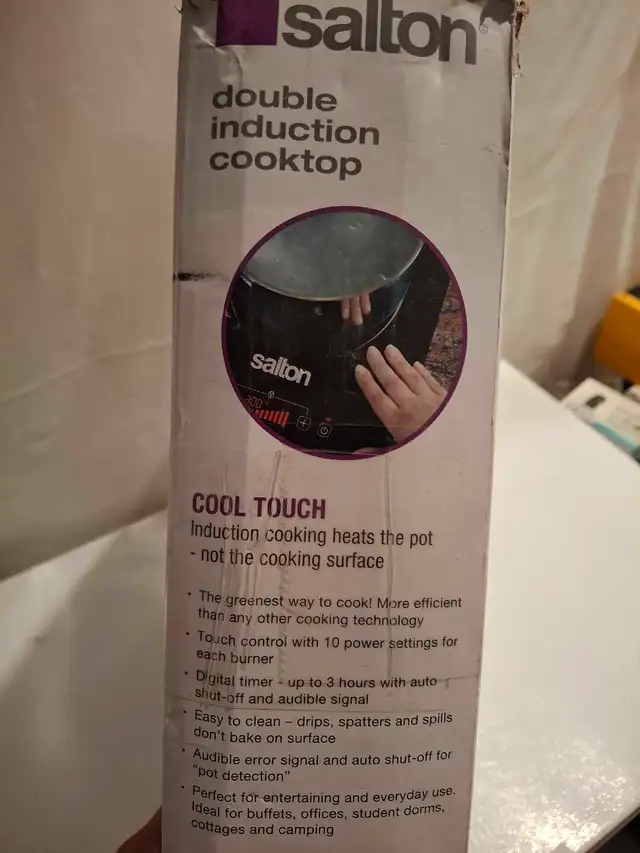 salton
double
induction
cooktop
salton
COOL TOUCH
Induction cooking heats the pot
- not the cooking surface
• The greenest way to cook! More efficient
than any other cooking technology
• Touch control with 10 power settings for
each burner
• Digital timer - up to 3 hours with auto
shut-off and audible signal
• Easy to clean – drips, spatters and spills
don't bake on surface
• Audible error signal and auto shut-off for
"pot detection"
• Perfect for entertaining and everyday use.
Ideal for buffets, offices, student dorms,
cottages and camping